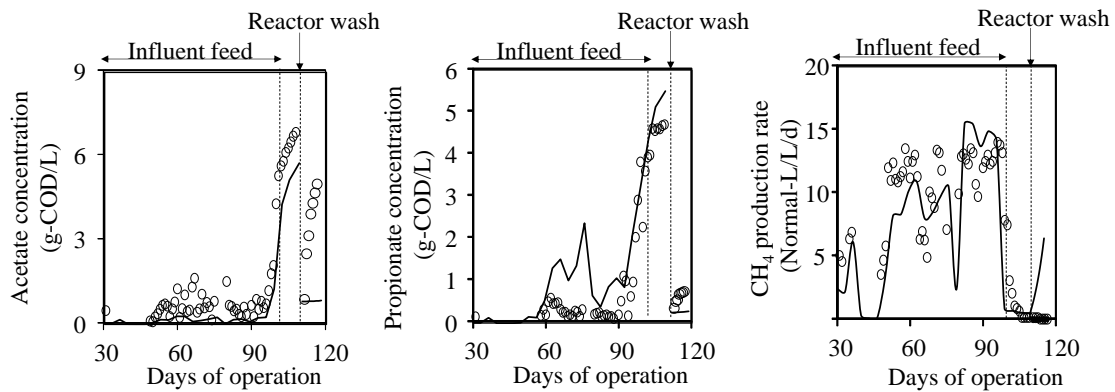 Reactor wash
Influent feed
9
6
3
0
30 60 90 120
Days of operation
Acetate concentration
(g-COD/L)
Reactor wash
Influent feed
6
5
4
3
2
1
0
30 60 90 120
Days of operation
Propionate concentration
(g-COD/L)
Reactor wash
Influent feed
20
15
10
5
30 60 90 120
Days of operation
CH4 production rate
(Normal-L/L/d)